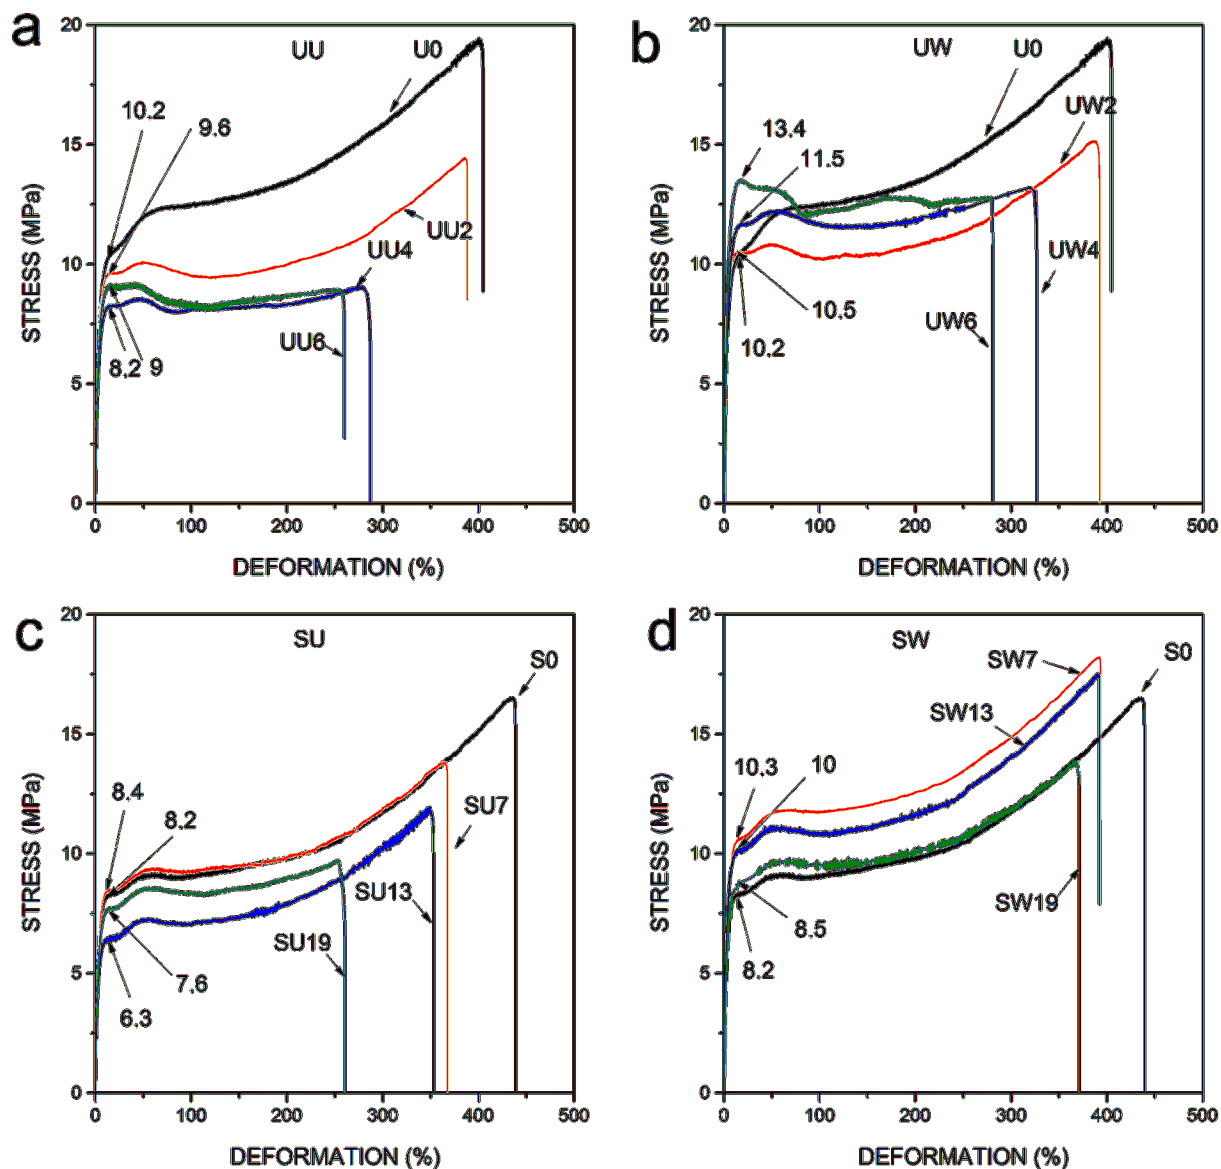 a
UU
U0
10.2
9.6
UU2
UU4
UU6
8.2
9
20
15
10
5
0
0 100 200 300 400 500
STRESS (MPa)
DEFORMATION (%)
b
UW
U0
UW2
13.4
11.5
UW4
UW6
10.5
10.2
20
15
10
5
0
0 100 200 300 400 500
STRESS (MPa)
DEFORMATION (%)
c
SU
S0
8.4
8.2
SU7
SU13
SU19
7.6
6.3
20
15
10
5
0
0 100 200 300 400 500
STRESS (MPa)
DEFORMATION (%)
d
SW
SW7
S0
SW13
10.3
10
SW19
8.5
8.2
20
15
10
5
0
0 100 200 300 400 500
STRESS (MPa)
DEFORMATION (%)